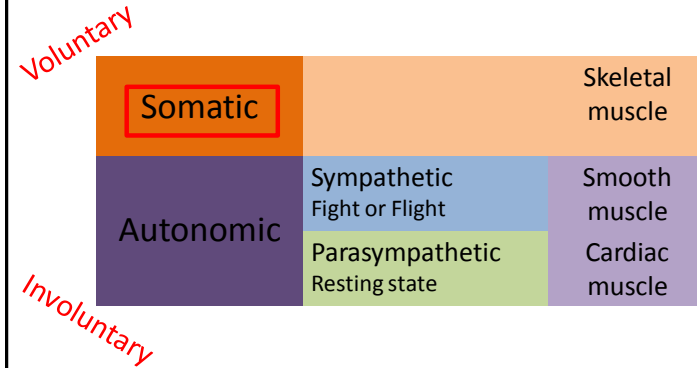 Voluntary
Somatic
Skeletal
muscle
Autonomic
Sympathetic
Fight or Flight
Smooth
muscle
Parasympathetic
Resting state
Cardiac
muscle
Involuntary